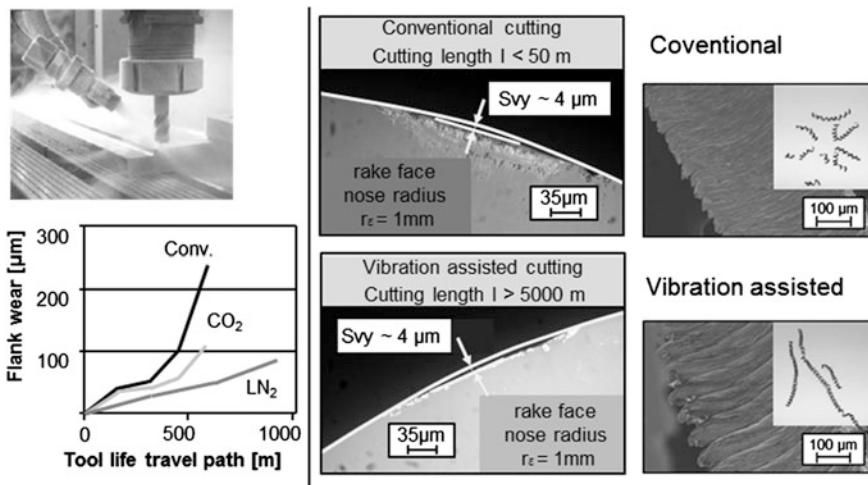 300
200
100
0
Flank wear [µm]
Conv.
CO₂
LN₂
0
500
1000
Tool life travel path [m]
Conventional cutting
Cutting length l < 50 m
Svy ~ 4 µm
rake face
nose radius
rε = 1mm
35µm
Vibration assisted cutting
Cutting length l > 5000 m
Svy ~ 4 µm
35µm
rake face
nose radius
rε = 1mm
Coventional
100 µm
Vibration assisted
100 µm